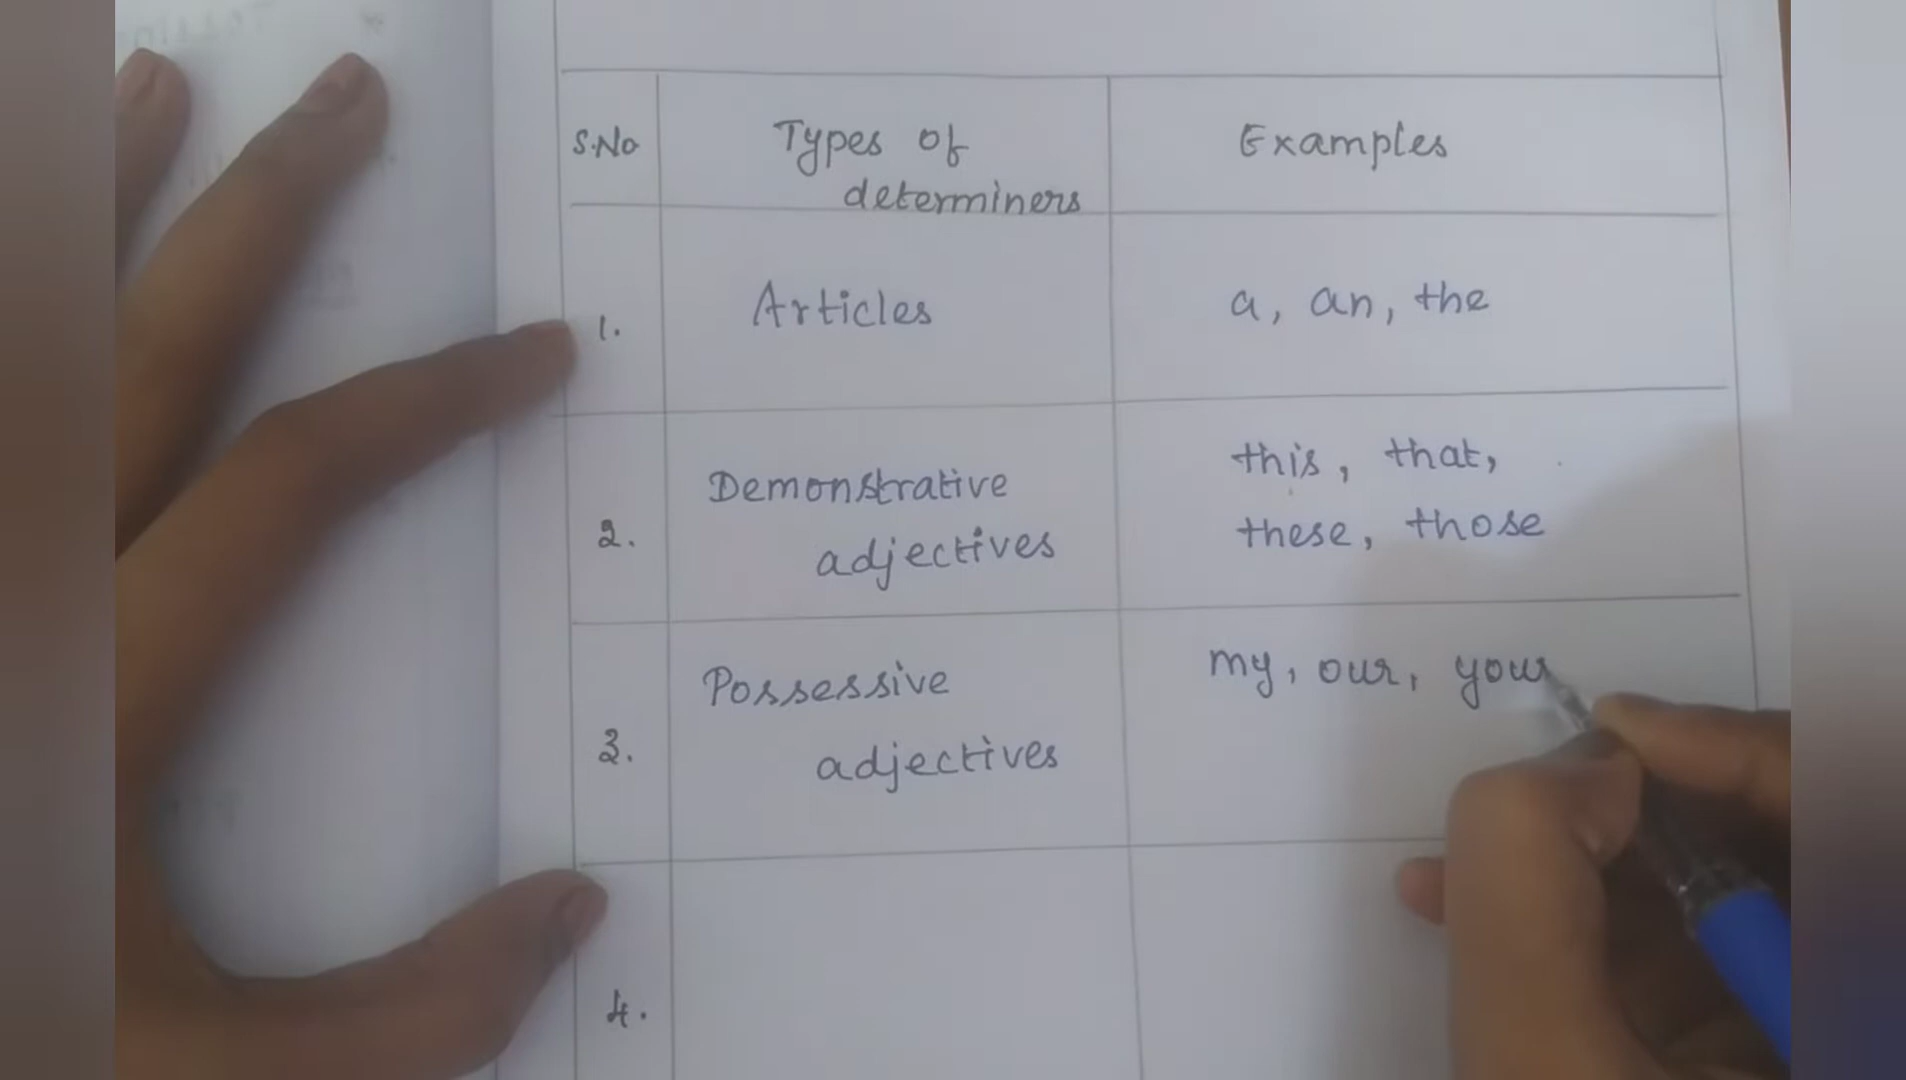 S.No Types of determiners Examples
1. Articles a, an, the
2. Demonstrative adjectives this, that,
these, those
3. Possessive adjectives my, our, your
4.